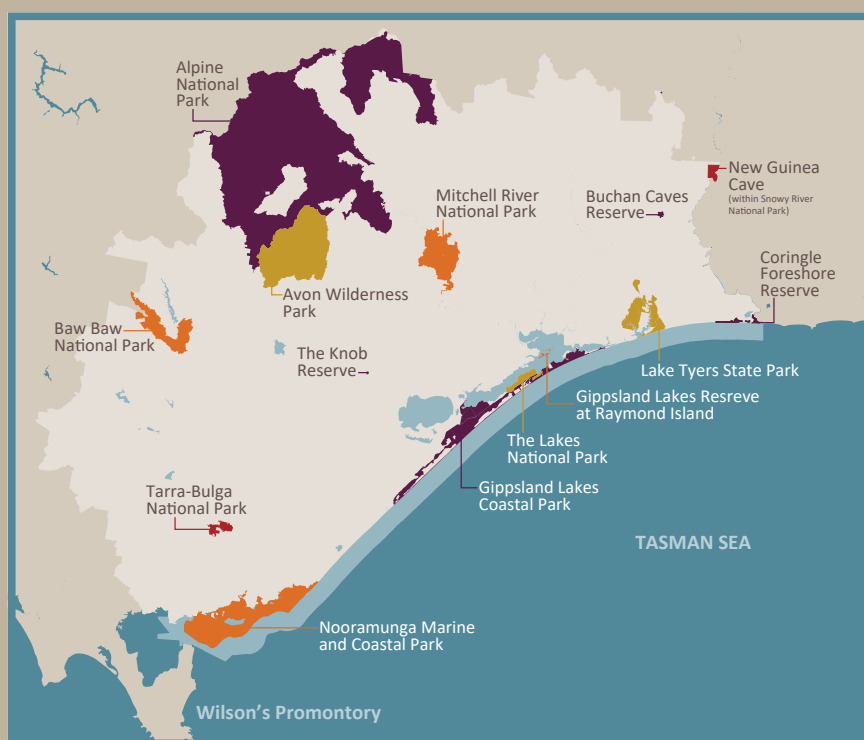 Alpine
National
Park
New Guinea
Cave
(within Snowy River
National Park)
Mitchell River
National Park
Buchan Caves
Reserve
Coringle
Foreshore
Reserve
Avon Wilderness
Park
Baw Baw
National Park
The Knob
Reserve
Lake Tyers State Park
Gippsland Lakes Resreve
at Raymond Island
The Lakes
National Park
Gippsland Lakes
Coastal Park
Tarra-Bulga
National Park
TASMAN SEA
Nooramunga Marine
and Coastal Park
Wilson's Promontory